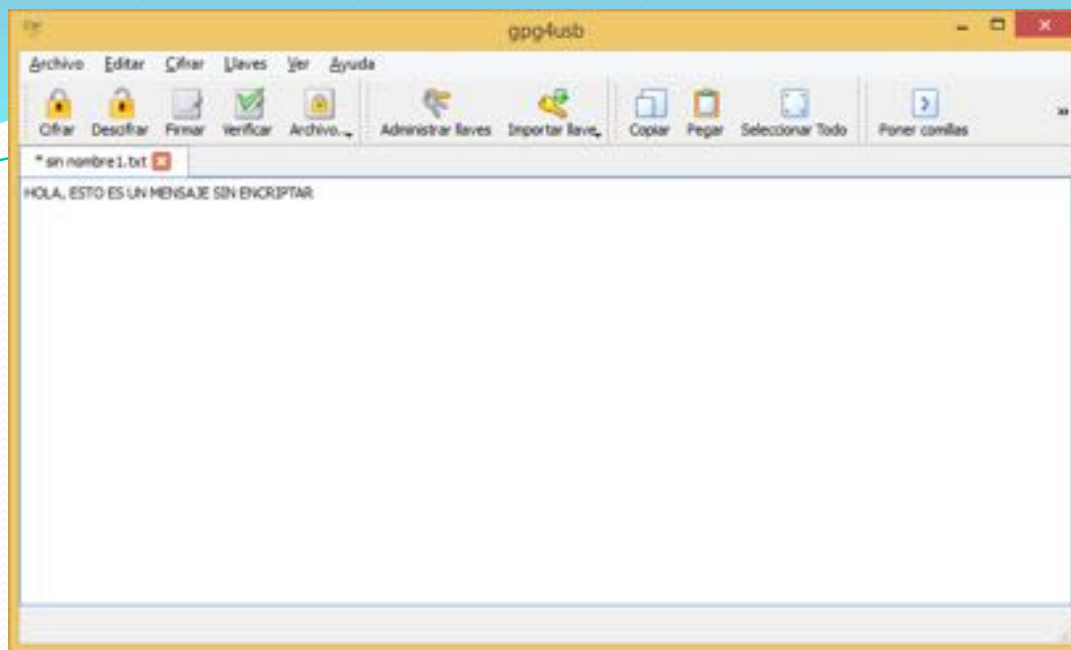 gpg4usb
Archivo Editar Cifrar Llaves Ver Ayuda
Cifrar Descifrar Firmar Verificar Archivo... Administrar llaves Importar llave Copiar Pegar Seleccionar Todo Poner comillas »
* sin nombre1.txt
HOLA, ESTO ES UN MENSAJE SIN ENCRIPTAR